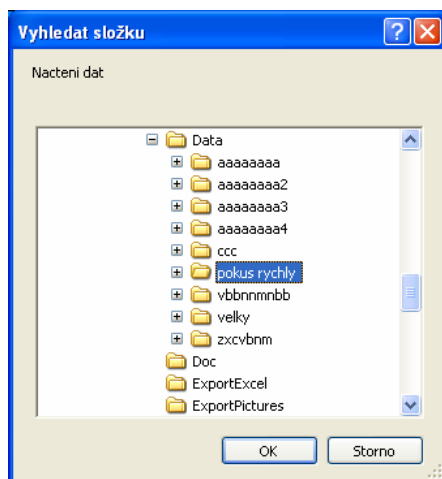 Vyhledat složku
Nacteni dat
Data
aaaaaaaa
aaaaaaaa2
aaaaaaaa3
aaaaaaaa4
ccc
pokus rychly
vbbnnmnbb
velky
zxcvbnm
Doc
ExportExcel
ExportPictures
OK Storno